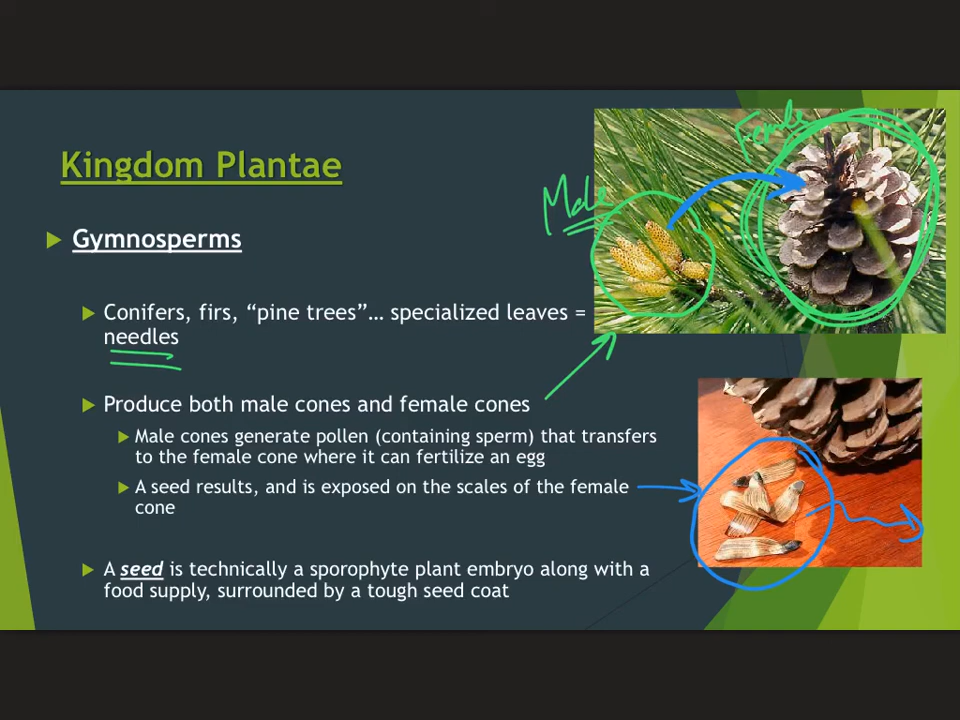 Kingdom Plantae
Female
Male
Gymnosperms
Conifers, firs, “pine trees”… specialized leaves =
needles
Produce both male cones and female cones
Male cones generate pollen (containing sperm) that transfers
to the female cone where it can fertilize an egg
A seed results, and is exposed on the scales of the female
cone
A seed is technically a sporophyte plant embryo along with a
food supply, surrounded by a tough seed coat